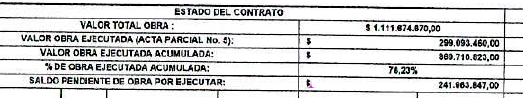 ESTADO DEL CONTRATO
VALOR TOTAL OBRA : $ 1.111.674.670,00
VALOR OBRA EJECUTADA (ACTA PARCIAL No. 5): $ 299.093.460,00
VALOR OBRA EJECUTADA ACUMULADA: $ 869.710.823,00
% DE OBRA EJECUTADA ACUMULADA: 78,23%
SALDO PENDIENTE DE OBRA POR EJECUTAR: $ 241.963.847,00